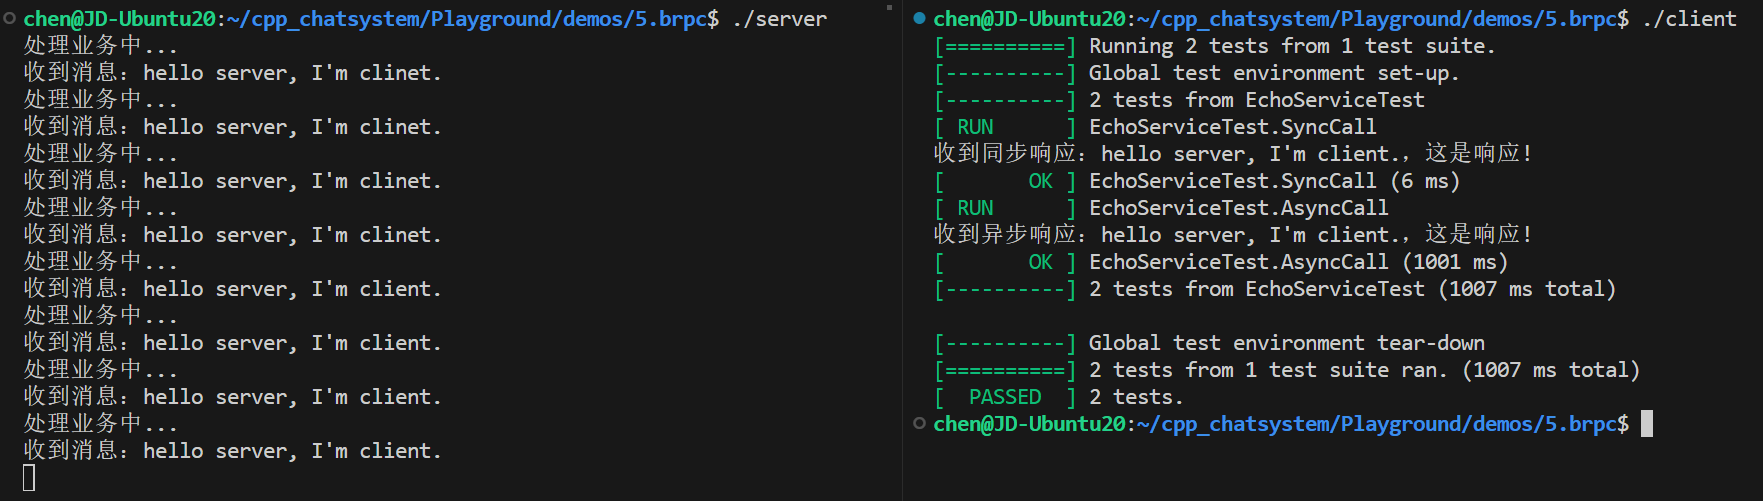 chen@JD-Ubuntu20:~/cpp_chatsystem/Playground/demos/5.brpc$ ./server
处理业务中...
收到消息：hello server, I'm clinet.
处理业务中...
收到消息：hello server, I'm clinet.
处理业务中...
收到消息：hello server, I'm clinet.
处理业务中...
收到消息：hello server, I'm clinet.
处理业务中...
收到消息：hello server, I'm client.
处理业务中...
收到消息：hello server, I'm client.
处理业务中...
收到消息：hello server, I'm client.
处理业务中...
收到消息：hello server, I'm client.
chen@JD-Ubuntu20:~/cpp_chatsystem/Playground/demos/5.brpc$ ./client
[==========] Running 2 tests from 1 test suite.
[----------] Global test environment set-up.
[----------] 2 tests from EchoServiceTest
[ RUN      ] EchoServiceTest.SyncCall
收到同步响应：hello server, I'm client.，这是响应！
[       OK ] EchoServiceTest.SyncCall (6 ms)
[ RUN      ] EchoServiceTest.AsyncCall
收到异步响应：hello server, I'm client.，这是响应！
[       OK ] EchoServiceTest.AsyncCall (1001 ms)
[----------] 2 tests from EchoServiceTest (1007 ms total)
[----------] Global test environment tear-down
[==========] 2 tests from 1 test suite ran. (1007 ms total)
[  PASSED  ] 2 tests.
chen@JD-Ubuntu20:~/cpp_chatsystem/Playground/demos/5.brpc$